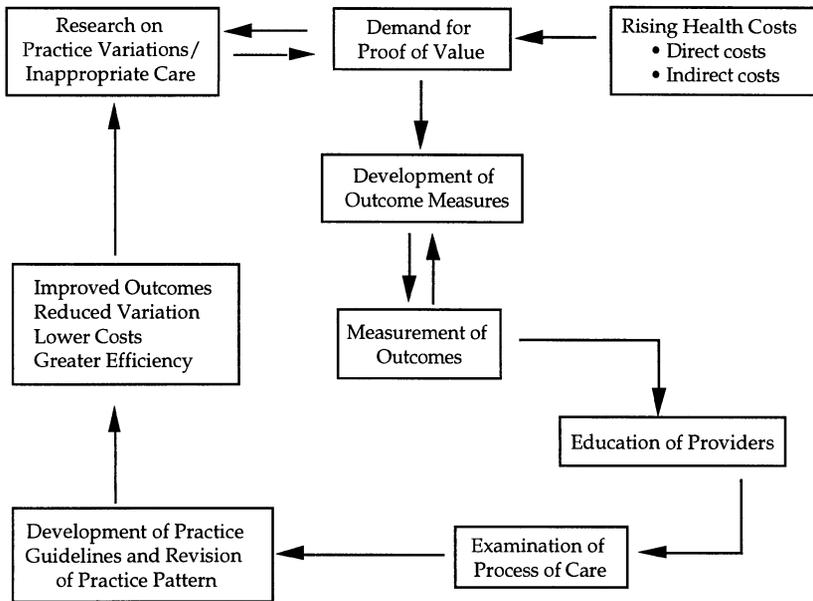 Research on
Practice Variations/
Inappropriate Care
Demand for
Proof of Value
Rising Health Costs
• Direct costs
• Indirect costs
Development of
Outcome Measures
Improved Outcomes
Reduced Variation
Lower Costs
Greater Efficiency
Measurement of
Outcomes
Education of Providers
Development of Practice
Guidelines and Revision
of Practice Pattern
Examination of
Process of Care